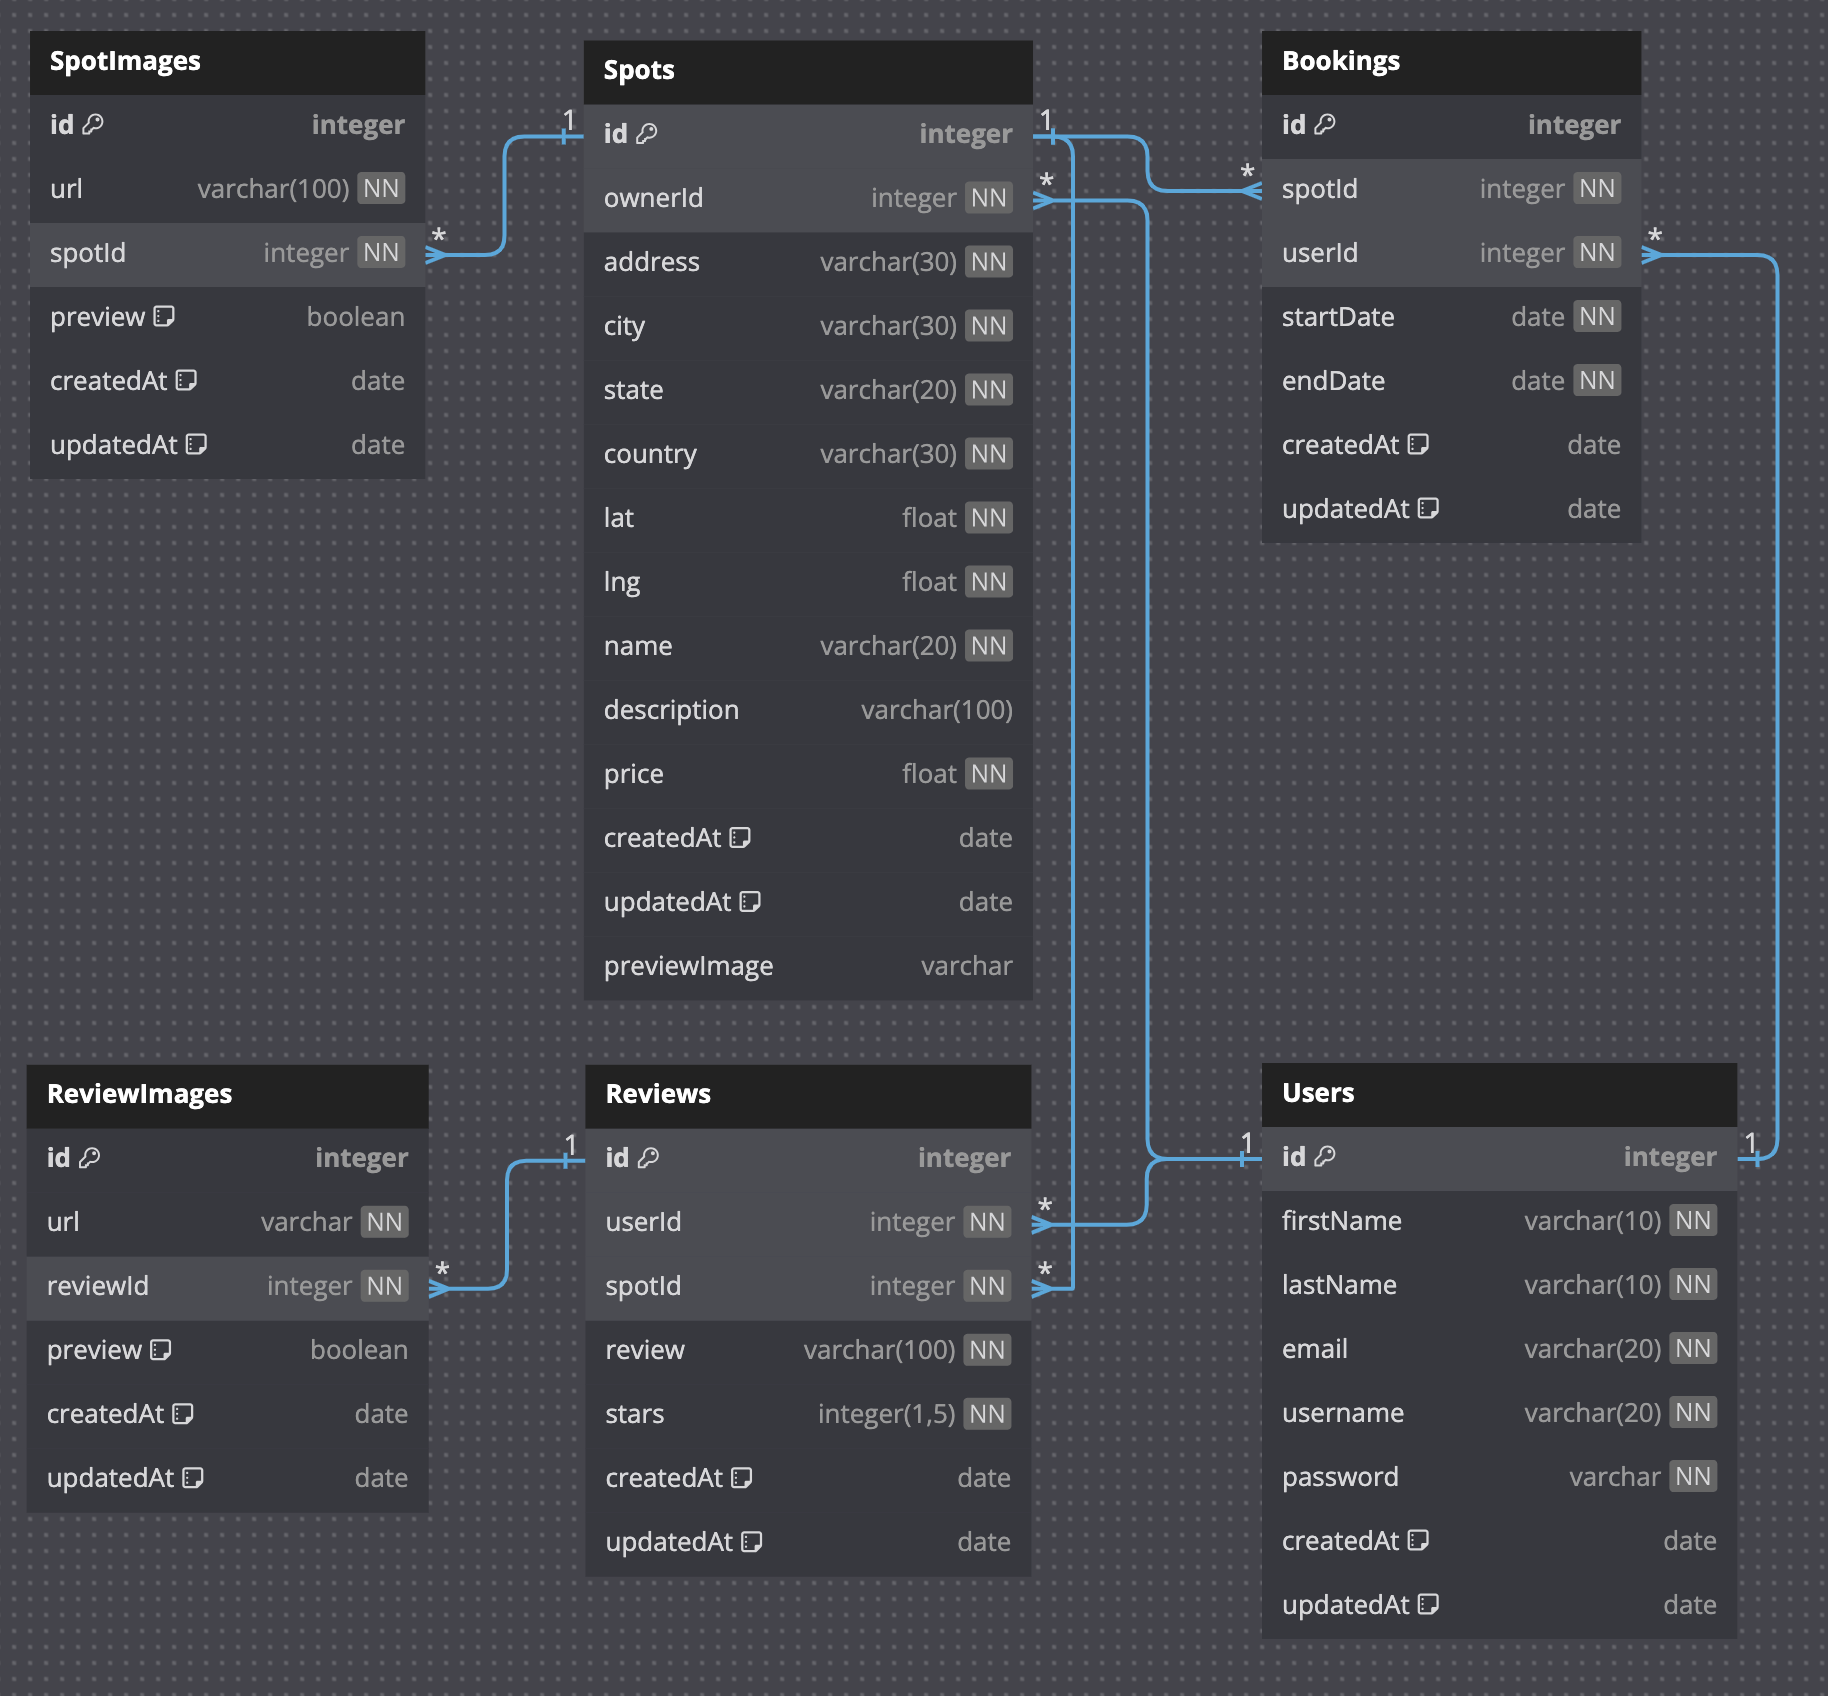 SpotImages
id integer
url varchar(100) NN
spotId integer NN
preview boolean
createdAt date
updatedAt date
1
*
Spots
id integer
ownerId integer NN
address varchar(30) NN
city varchar(30) NN
state varchar(20) NN
country varchar(30) NN
lat float NN
lng float NN
name varchar(20) NN
description varchar(100)
price float NN
createdAt date
updatedAt date
previewImage varchar
1
*
*
Bookings
id integer
spotId integer NN
userId integer NN
startDate date NN
endDate date NN
createdAt date
updatedAt date
*
ReviewImages
id integer
url varchar NN
reviewId integer NN
preview boolean
createdAt date
updatedAt date
1
*
Reviews
id integer
userId integer NN
spotId integer NN
review varchar(100) NN
stars integer(1,5) NN
createdAt date
updatedAt date
*
*
1
Users
id integer
firstName varchar(10) NN
lastName varchar(10) NN
email varchar(20) NN
username varchar(20) NN
password varchar NN
createdAt date
updatedAt date
1